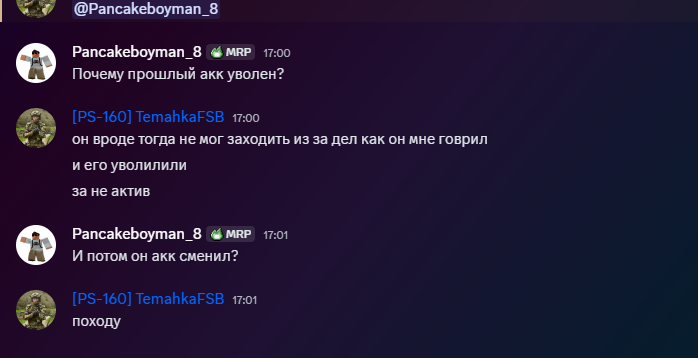 @Pancakeboyman_8
Pancakeboyman_8 MRP 17:00
Почему прошлый акк уволен?
[PS-160] TemahkaFSB 17:00
он вроде тогда не мог заходить из за дел как он мне говрил
и его уволилили
за не актив
Pancakeboyman_8 MRP 17:01
И потом он акк сменил?
[PS-160] TemahkaFSB 17:01
походу